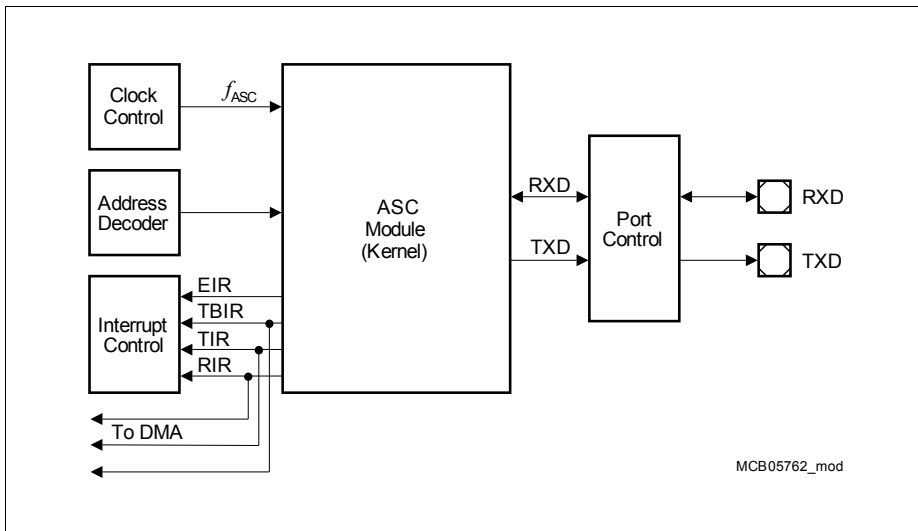 Clock
Control
fASC
Address
Decoder
Interrupt
Control
EIR
TBIR
TIR
RIR
To DMA
ASC
Module
(Kernel)
RXD
TXD
Port
Control
RXD
TXD
MCB05762_mod